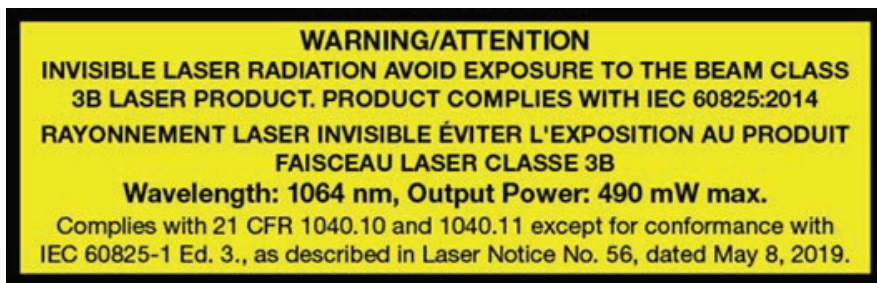 WARNING/ATTENTION
INVISIBLE LASER RADIATION AVOID EXPOSURE TO THE BEAM CLASS
3B LASER PRODUCT. PRODUCT COMPLIES WITH IEC 60825:2014
RAYONNEMENT LASER INVISIBLE ÉVITER L'EXPOSITION AU PRODUIT
FAISCEAU LASER CLASSE 3B
Wavelength: 1064 nm, Output Power: 490 mW max.
Complies with 21 CFR 1040.10 and 1040.11 except for conformance with
IEC 60825-1 Ed. 3., as described in Laser Notice No. 56, dated May 8, 2019.